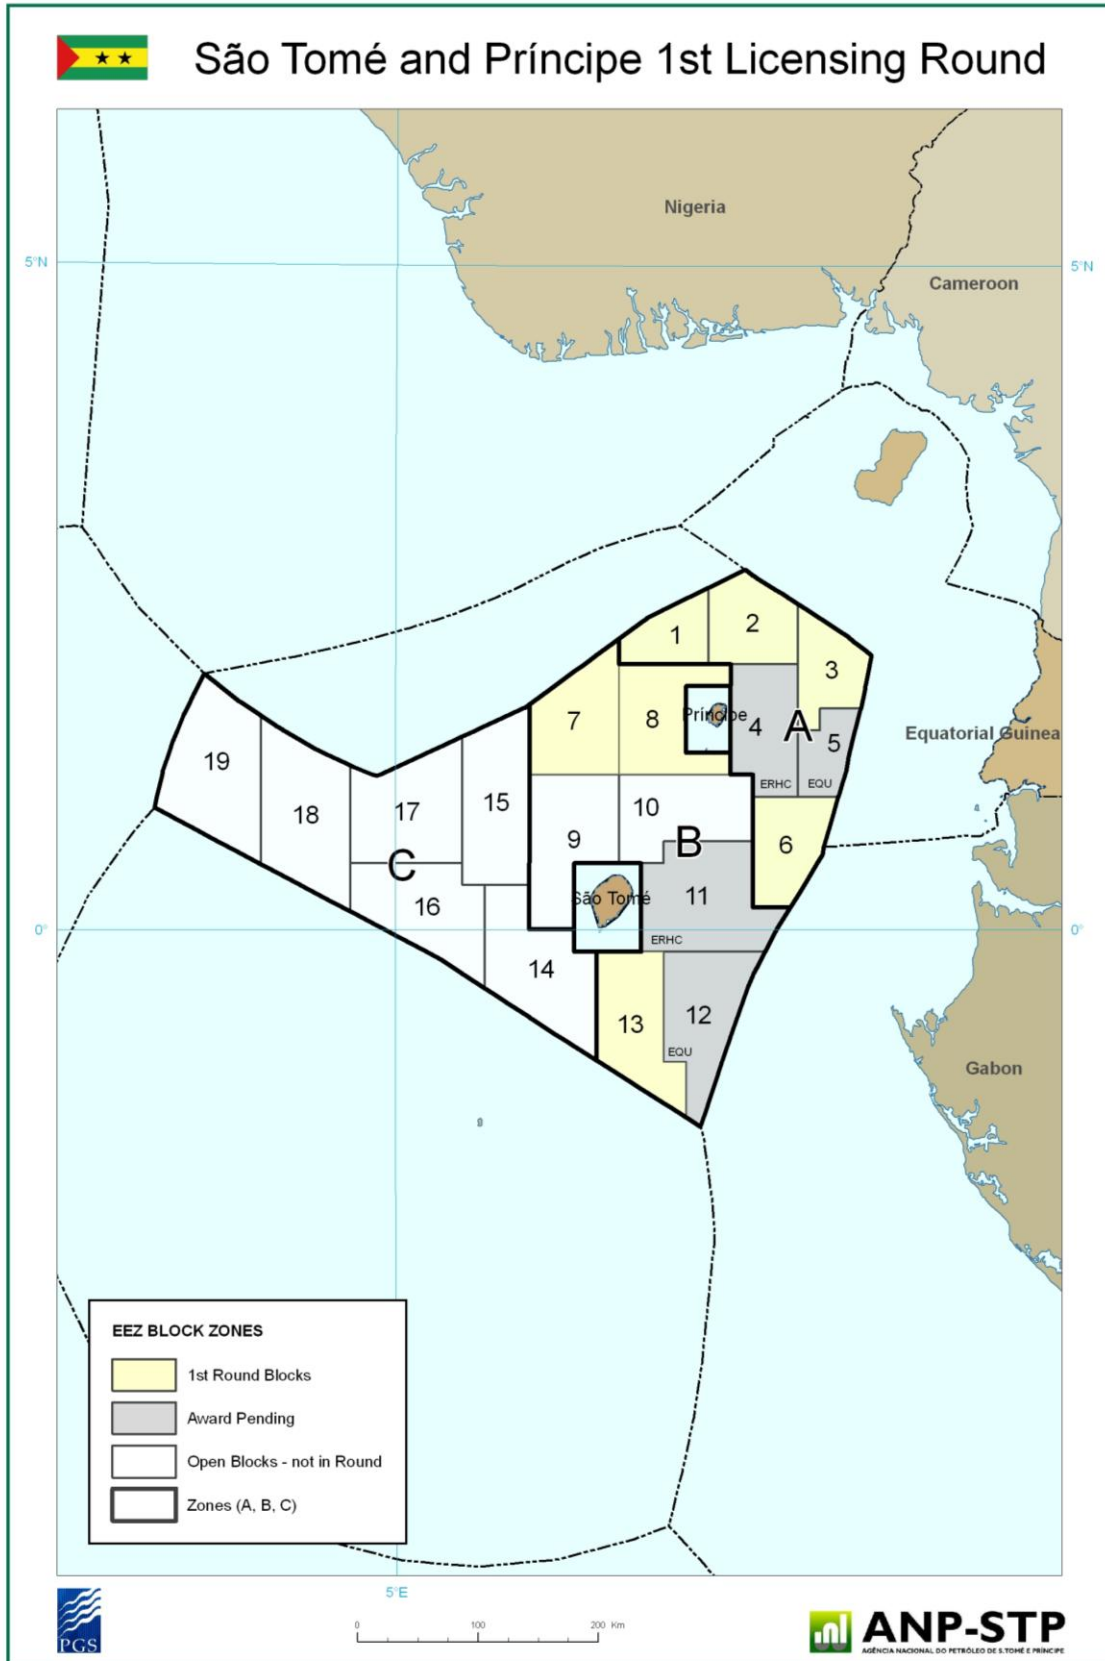 São Tomé and Príncipe 1st Licensing Round
Nigeria
5°N
5°N
Cameroon
1
2
3
7
8
Príncipe
4
A
5
Equatorial Guinea
ERHC
EQU
19
18
17
15
10
9
B
6
C
16
São Tomé
11
0°
0°
ERHC
14
13
12
EQU
Gabon
EEZ BLOCK ZONES
1st Round Blocks
Award Pending
Open Blocks - not in Round
Zones (A, B, C)
5°E
0 100 200 Km
PGS
ANP-STP
AGÊNCIA NACIONAL DO PETRÓLEO DE S.TOMÉ E PRÍNCIPE